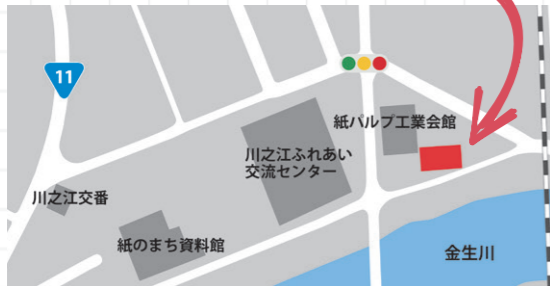 11
紙パルプ工業会館
川之江ふれあい
交流センター
川之江交番
紙のまち資料館
金生川